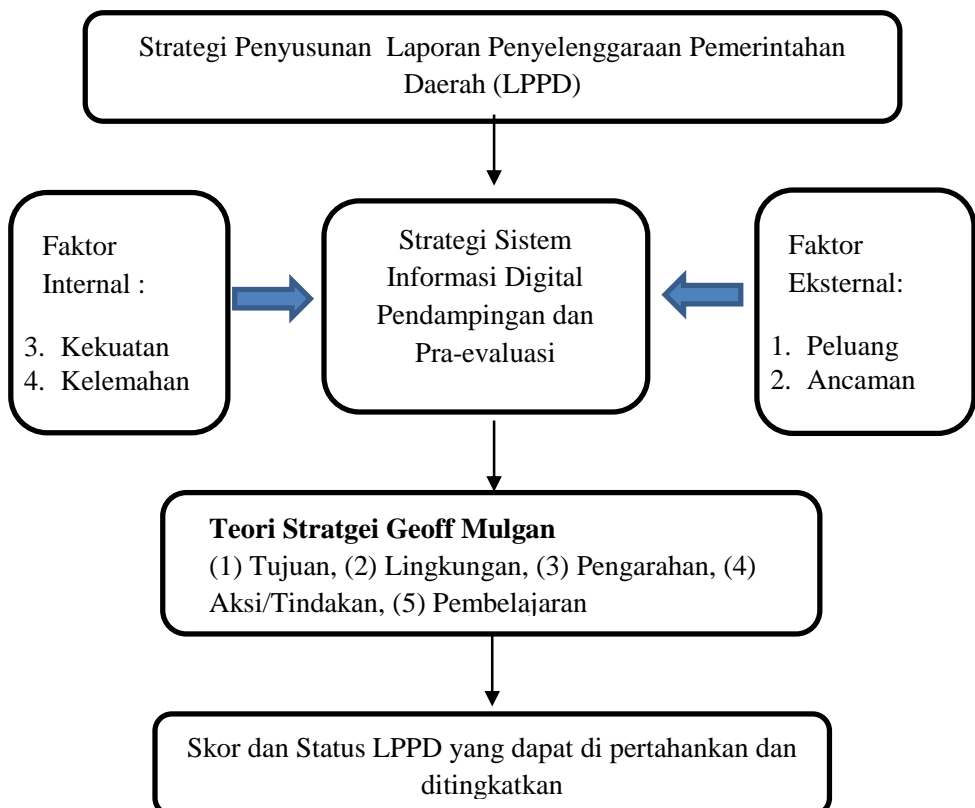 Strategi Penyusunan Laporan Penyelenggaraan Pemerintahan
Daerah (LPPD)
Faktor
Internal :
3. Kekuatan
4. Kelemahan
Strategi Sistem
Informasi Digital
Pendampingan dan
Pra-evaluasi
Faktor
Eksternal:
1. Peluang
2. Ancaman
Teori Stratgei Geoff Mulgan
(1) Tujuan, (2) Lingkungan, (3) Pengarahan, (4)
Aksi/Tindakan, (5) Pembelajaran
Skor dan Status LPPD yang dapat di pertahankan dan
ditingkatkan